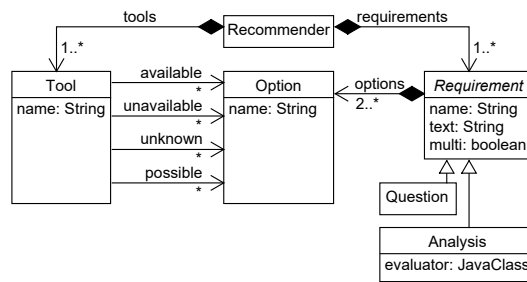 tools
Recommender
requirements
1..*
1..*
Tool
name: String
available
*
unavailable
*
unknown
*
possible
*
Option
name: String
options
2..*
Requirement
name: String
text: String
multi: boolean
Question
Analysis
evaluator: JavaClass